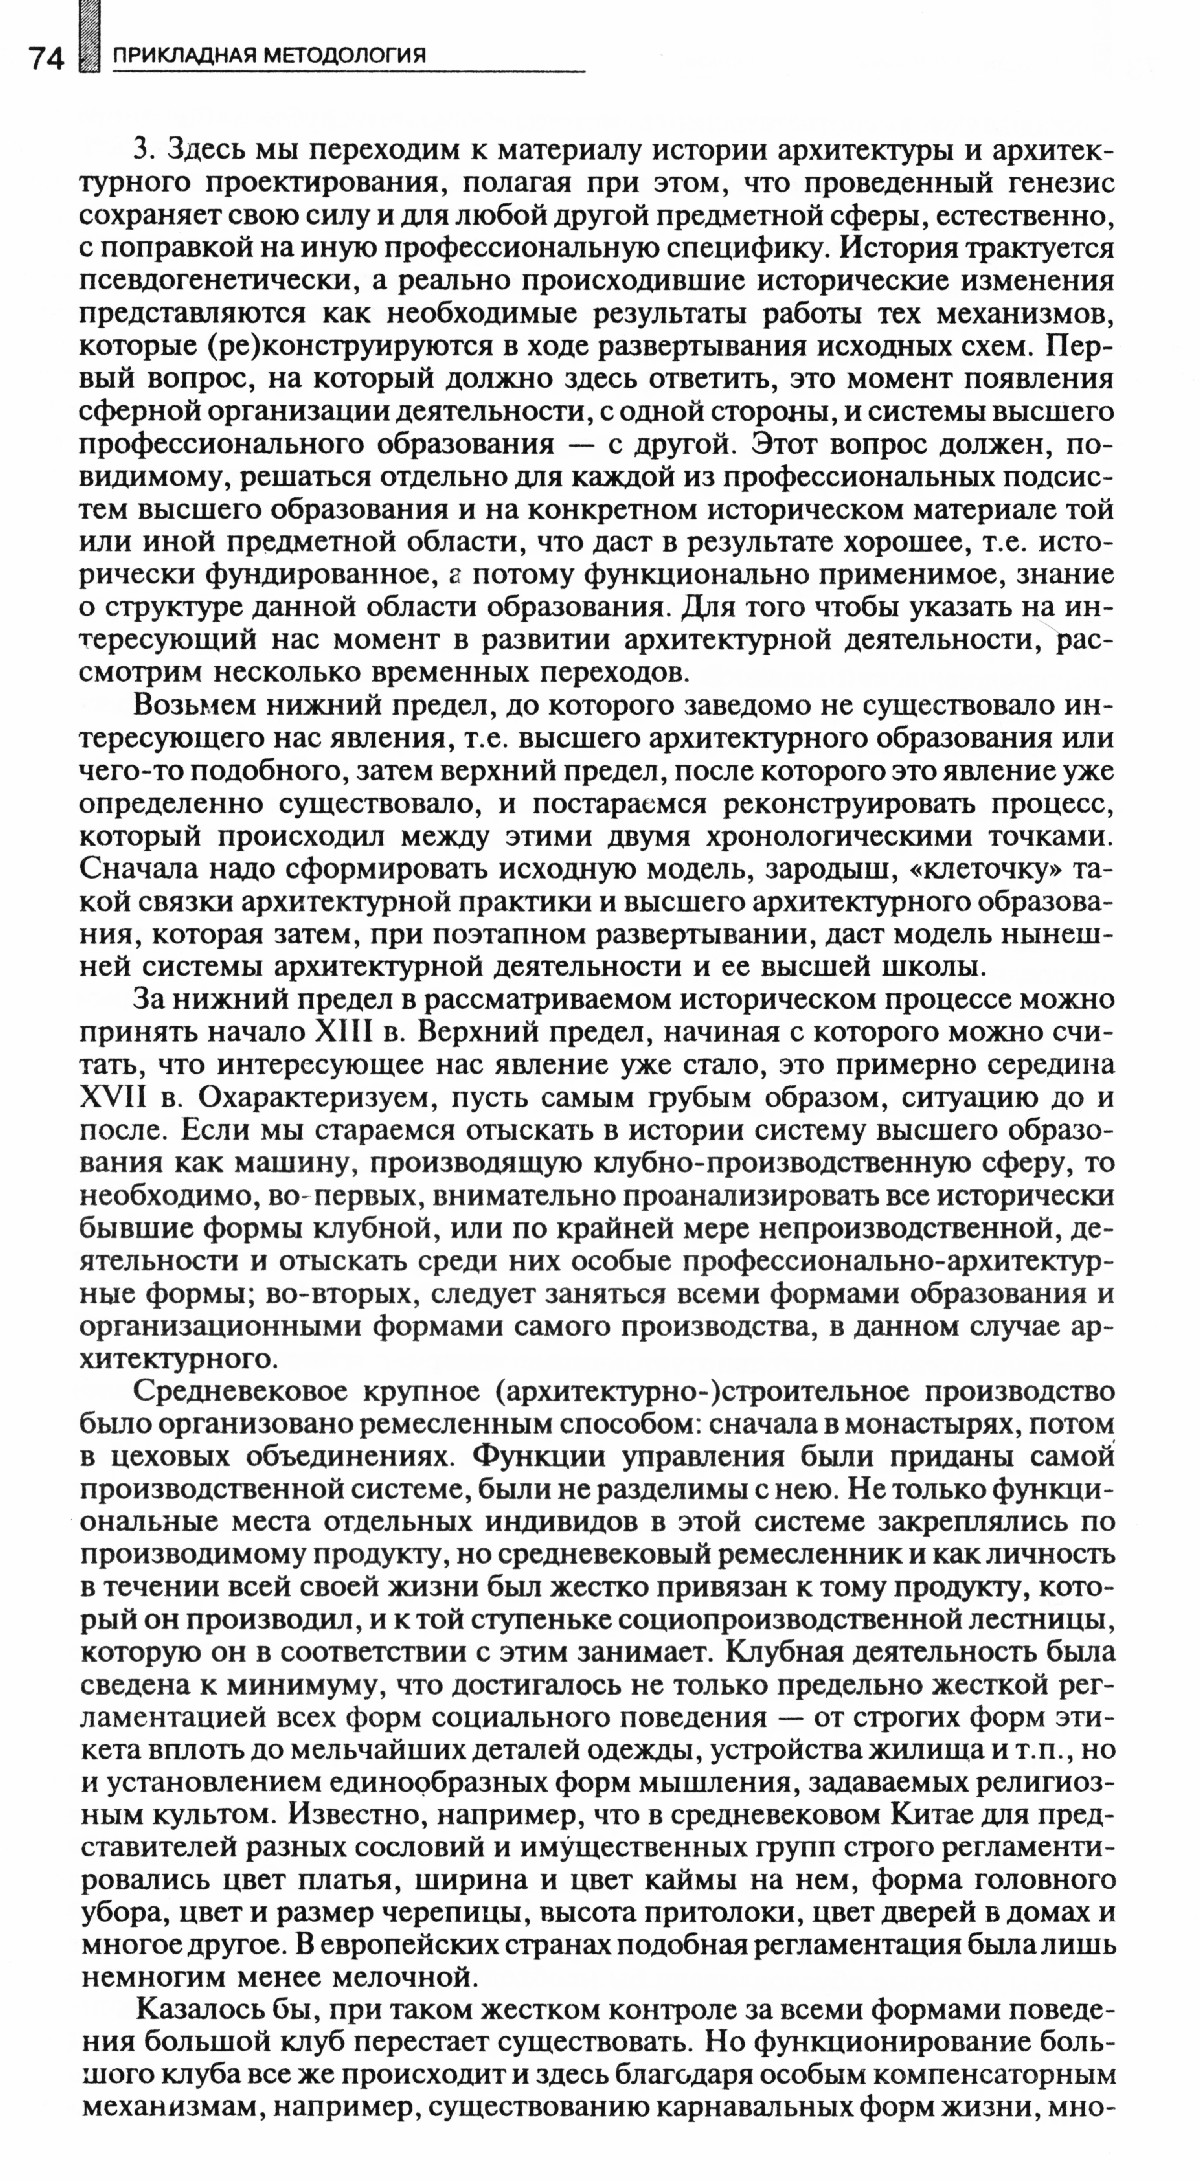 74 ПРИКЛАДНАЯ МЕТОДОЛОГИЯ
3. Здесь мы переходим к материалу истории архитектуры и архитек-
турного проектирования, полагая при этом, что проведенный генезис
сохраняет свою силу и для любой другой предметной сферы, естественно,
с поправкой на иную профессиональную специфику. История трактуется
псевдогенетически, а реально происходившие исторические изменения
представляются как необходимые результаты работы тех механизмов,
которые (ре)конструируются в ходе развертывания исходных схем. Пер-
вый вопрос, на который должно здесь ответить, это момент появления
сферной организации деятельности, с одной стороны, и системы высшего
профессионального образования — с другой. Этот вопрос должен, по-
видимому, решаться отдельно для каждой из профессиональных подсис-
тем высшего образования и на конкретном историческом материале той
или иной предметной области, что даст в результате хорошее, т.е. исто-
рически фундированное, а потому функционально применимое, знание
о структуре данной области образования. Для того чтобы указать на ин-
тересующий нас момент в развитии архитектурной деятельности, рас-
смотрим несколько временных переходов.
Возьмем нижний предел, до которого заведомо не существовало ин-
тересующего нас явления, т.е. высшего архитектурного образования или
чего-то подобного, затем верхний предел, после которого это явление уже
определенно существовало, и постараемся реконструировать процесс,
который происходил между этими двумя хронологическими точками.
Сначала надо сформировать исходную модель, зародыш, «клеточку» та-
кой связки архитектурной практики и высшего архитектурного образова-
ния, которая затем, при поэтапном развертывании, даст модель нынеш-
ней системы архитектурной деятельности и ее высшей школы.
За нижний предел в рассматриваемом историческом процессе можно
принять начало XIII в. Верхний предел, начиная с которого можно счи-
тать, что интересующее нас явление уже стало, это примерно середина
XVII в. Охарактеризуем, пусть самым грубым образом, ситуацию до и
после. Если мы стараемся отыскать в истории систему высшего образо-
вания как машину, производящую клубно-производственную сферу, то
необходимо, во-первых, внимательно проанализировать все исторически
бывшие формы клубной, или по крайней мере непроизводственной, де-
ятельности и отыскать среди них особые профессионально-архитектур-
ные формы; во-вторых, следует заняться всеми формами образования и
организационными формами самого производства, в данном случае ар-
хитектурного.
Средневековое крупное (архитектурно-)строительное производство
было организовано ремесленным способом: сначала в монастырях, потом
в цеховых объединениях. Функции управления были приданы самой
производственной системе, были не разделимы с нею. Не только функци-
ональные места отдельных индивидов в этой системе закреплялись по
производимому продукту, но средневековый ремесленник и как личность
в течении всей своей жизни был жестко привязан к тому продукту, кото-
рый он производил, и к той ступеньке социопроизводственной лестницы,
которую он в соответствии с этим занимает. Клубная деятельность была
сведена к минимуму, что достигалось не только предельно жесткой рег-
ламентацией всех форм социального поведения — от строгих форм эти-
кета вплоть до мельчайших деталей одежды, устройства жилища и т.п., но
и установлением единообразных форм мышления, задаваемых религиоз-
ным культом. Известно, например, что в средневековом Китае для пред-
ставителей разных сословий и имущественных групп строго регламенти-
ровались цвет платья, ширина и цвет каймы на нем, форма головного
убора, цвет и размер черепицы, высота притолоки, цвет дверей в домах и
многое другое. В европейских странах подобная регламентация была лишь
немногим менее мелочной.
Казалось бы, при таком жестком контроле за всеми формами поведе-
ния большой клуб перестает существовать. Но функционирование боль-
шого клуба все же происходит и здесь благодаря особым компенсаторным
механизмам, например, существованию карнавальных форм жизни, мно-